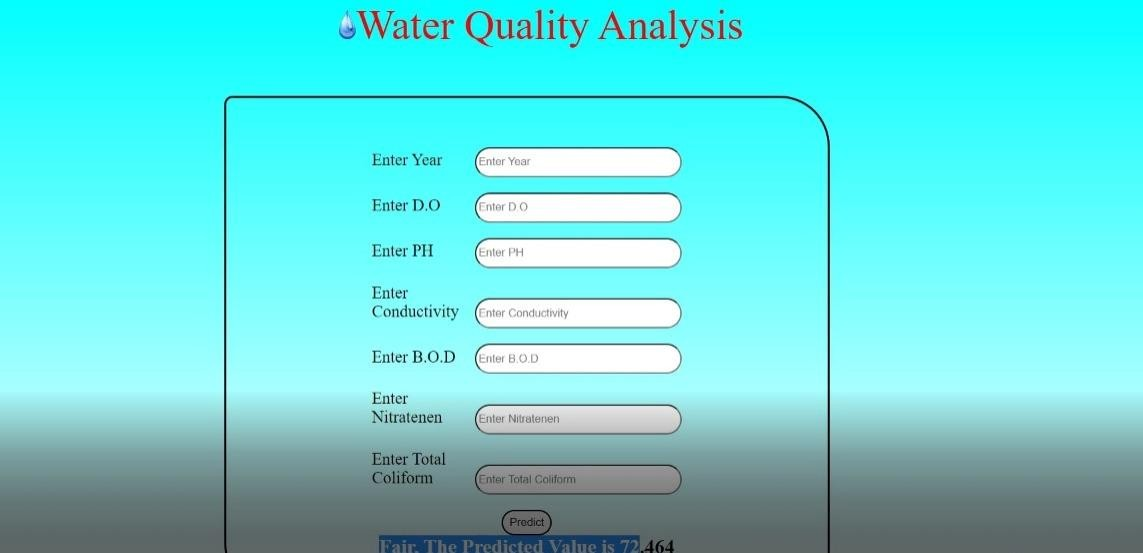 Water Quality Analysis
Enter Year
Enter Year
Enter D.O
Enter D.O
Enter PH
Enter PH
Enter
Conductivity
Enter Conductivity
Enter B.O.D
Enter B.O.D
Enter
Nitratenen
Enter Nitratenen
Enter Total
Coliform
Enter Total Coliform
Predict
Fair. The Predicted Value is 72.464